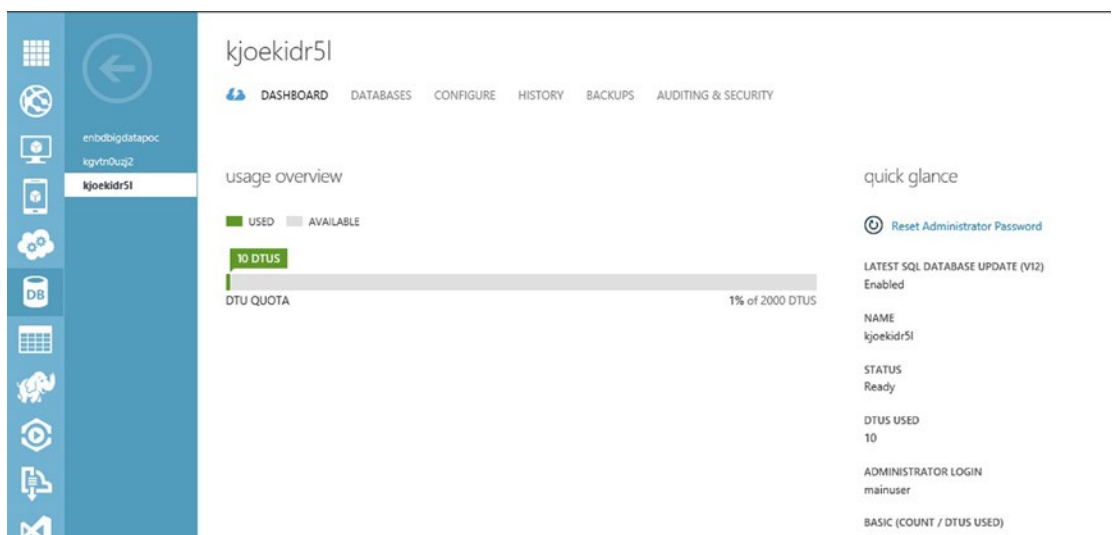 kjoekidr5l
DASHBOARD DATABASES CONFIGURE HISTORY BACKUPS AUDITING & SECURITY
enbdbigdatapoc
kgvtn0uzj2
kjoekidr5l
DB
usage overview
USED AVAILABLE
10 DTUS
DTU QUOTA 1% of 2000 DTUS
quick glance
Reset Administrator Password
LATEST SQL DATABASE UPDATE (V12)
Enabled
NAME
kjoekidr5l
STATUS
Ready
DTUS USED
10
ADMINISTRATOR LOGIN
mainuser
BASIC (COUNT / DTUS USED)